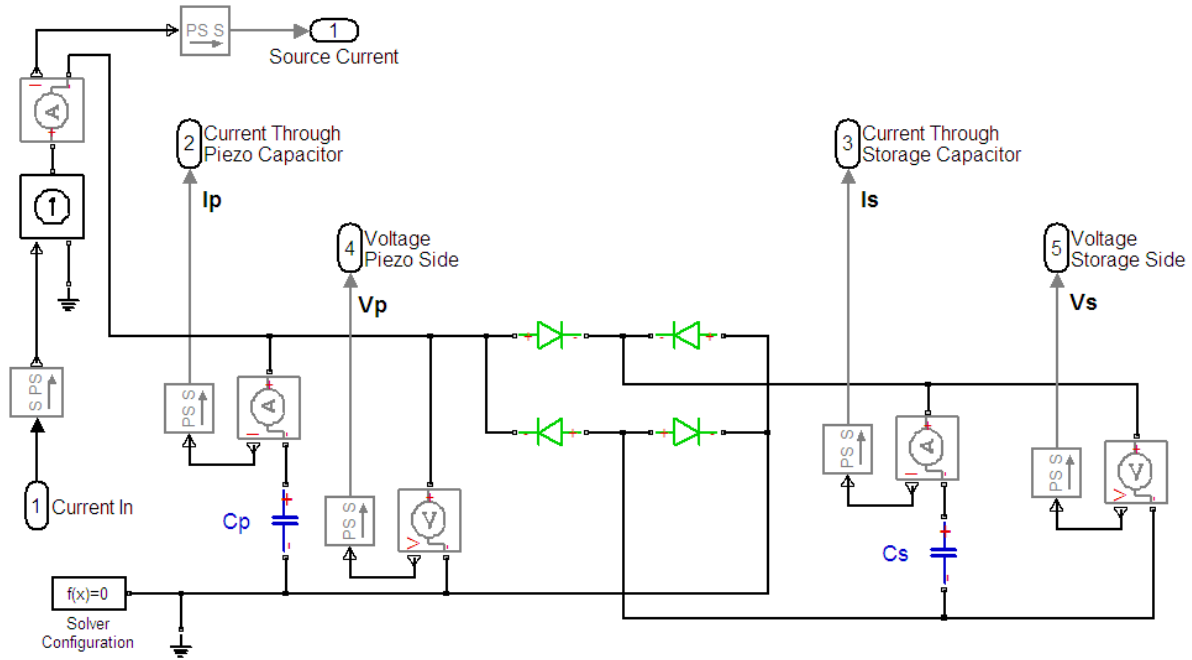 PS S
1
Source Current
I
A
+
-
2
Current Through
Piezo Capacitor
3
Current Through
Storage Capacitor
1
Ip
Is
4
Voltage
Piezo Side
5
Voltage
Storage Side
Vp
Vs
+ - - +
S PS
PS S
+
A
I
-
- + + -
PS S
+
A
I
-
PS S
+
V
V
-
1
Current In
Cp
+
-
PS S
+
V
V
-
Cs
+
-
f(x)=0
Solver
Configuration